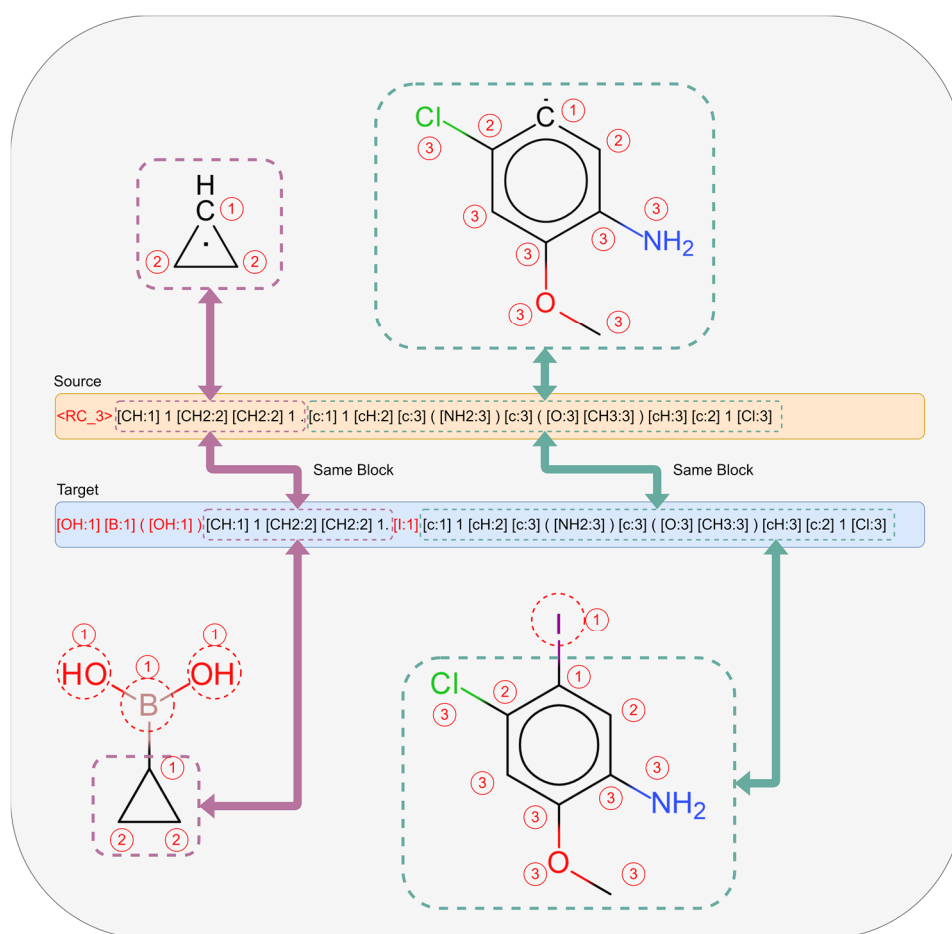 C
1
Cl
2
2
3
H
C
1
3
3
NH2
3
3
2
2
O
3
3
Source
<RC_3> [CH:1] 1 [CH2:2] [CH2:2] 1 . [c:1] 1 [cH:2] [c:3] ( [NH2:3] ) [c:3] ( [O:3] [CH3:3] ) [cH:3] [c:2] 1 [Cl:3]
Same Block
Same Block
Target
[OH:1] [B:1] ( [OH:1] ) [CH:1] 1 [CH2:2] [CH2:2] 1. [I:1] [c:1] 1 [cH:2] [c:3] ( [NH2:3] ) [c:3] ( [O:3] [CH3:3] ) [cH:3] [c:2] 1 [Cl:3]
I
1
1
1
1
HO
OH
B
Cl
1
2
3
2
1
3
3
3
NH2
2
2
3
O
3
3